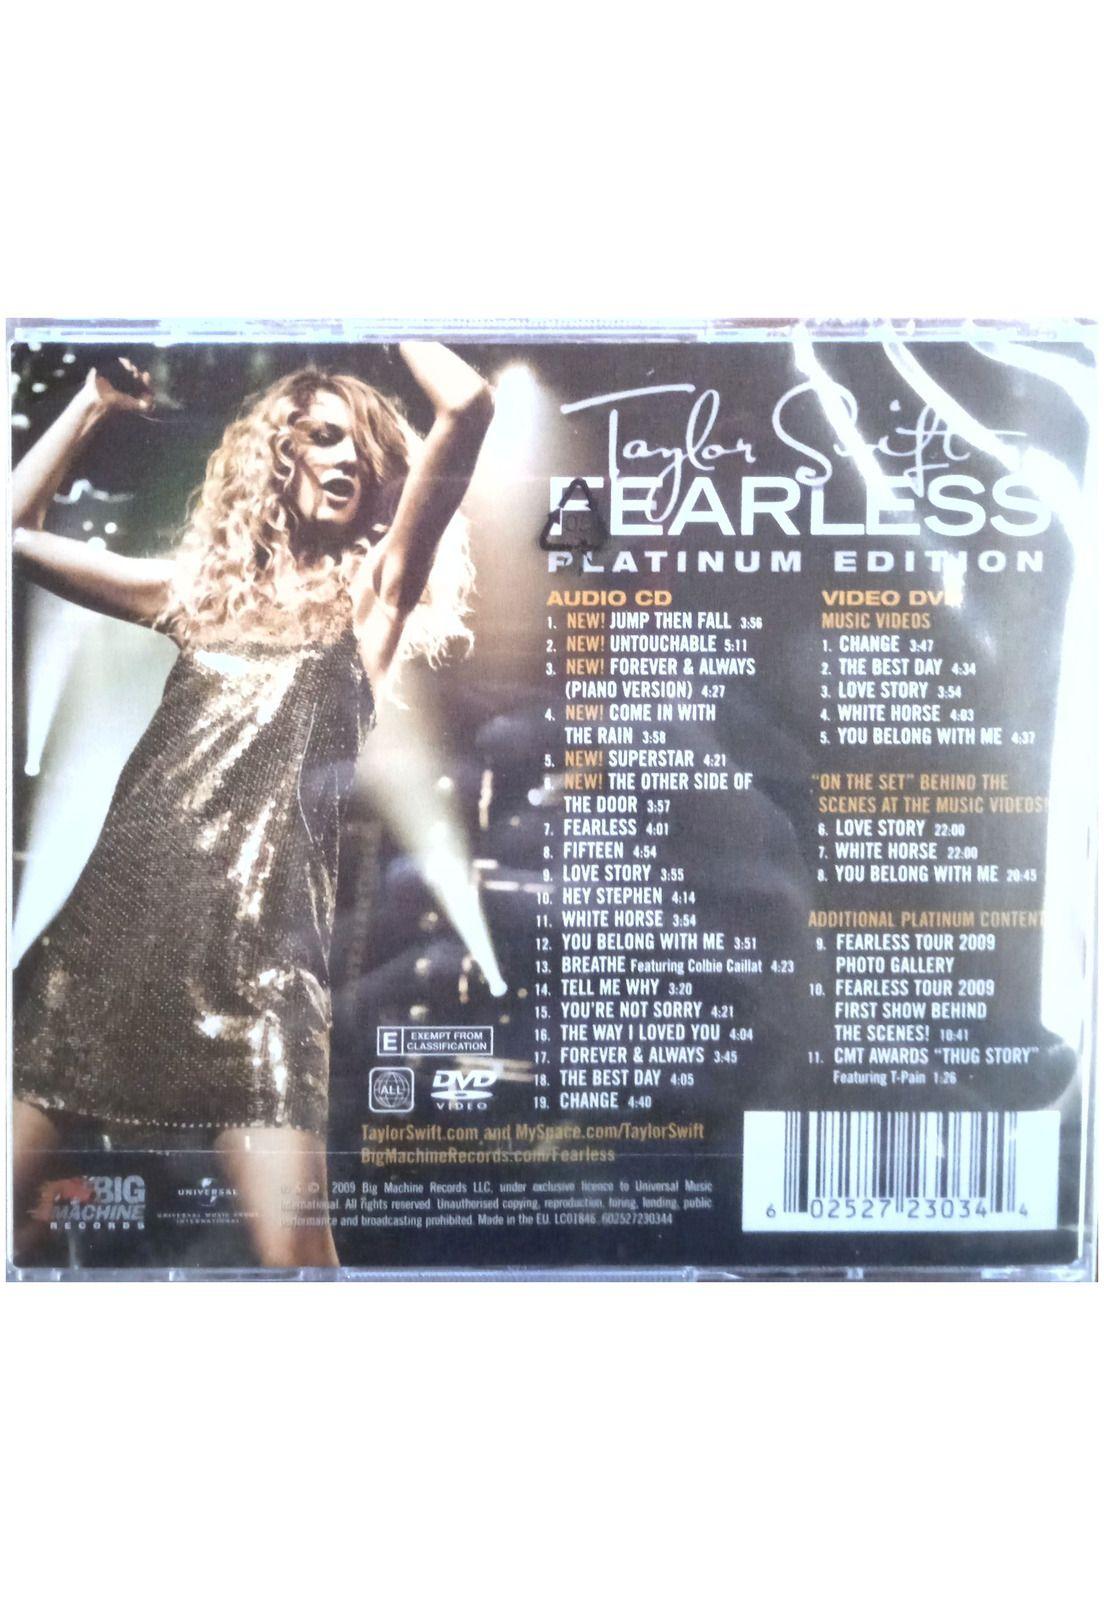 Taylor Swift
FEARLESS
PLATINUM EDITION
AUDIO CD
1. NEW! JUMP THEN FALL 3:56
2. NEW! UNTOUCHABLE 5:11
3. NEW! FOREVER & ALWAYS
(PIANO VERSION) 4:27
4. NEW! COME IN WITH
THE RAIN 3:58
5. NEW! SUPERSTAR 4:21
6. NEW! THE OTHER SIDE OF
THE DOOR 3:57
7. FEARLESS 4:01
8. FIFTEEN 4:54
9. LOVE STORY 3:55
10. HEY STEPHEN 4:14
11. WHITE HORSE 3:54
12. YOU BELONG WITH ME 3:51
13. BREATHE Featuring Colbie Caillat 4:23
14. TELL ME WHY 3:20
15. YOU'RE NOT SORRY 4:21
16. THE WAY I LOVED YOU 4:04
17. FOREVER & ALWAYS 3:45
18. THE BEST DAY 4:05
19. CHANGE 4:40
VIDEO DVD
MUSIC VIDEOS
1. CHANGE 3:47
2. THE BEST DAY 4:34
3. LOVE STORY 3:54
4. WHITE HORSE 4:03
5. YOU BELONG WITH ME 4:37
"ON THE SET" BEHIND THE
SCENES AT THE MUSIC VIDEOS!
6. LOVE STORY 22:00
7. WHITE HORSE 22:00
8. YOU BELONG WITH ME 20:45
ADDITIONAL PLATINUM CONTENT
9. FEARLESS TOUR 2009
PHOTO GALLERY
10. FEARLESS TOUR 2009
FIRST SHOW BEHIND
THE SCENES! 10:41
11. CMT AWARDS "THUG STORY"
Featuring T-Pain 1:26
E EXEMPT FROM
CLASSIFICATION
ALL
DVD
VIDEO
TaylorSwift.com and MySpace.com/TaylorSwift
BigMachineRecords.com/Fearless
BIG
MACHINE
RECORDS
UNIVERSAL
UNIVERSAL MUSIC GROUP
INTERNATIONAL
© 2009 Big Machine Records LLC, under exclusive licence to Universal Music
International. All rights reserved. Unauthorised copying, reproduction, hiring, lending, public
performance and broadcasting prohibited. Made in the EU. LC01846 602527230344
6 02527 23034 4